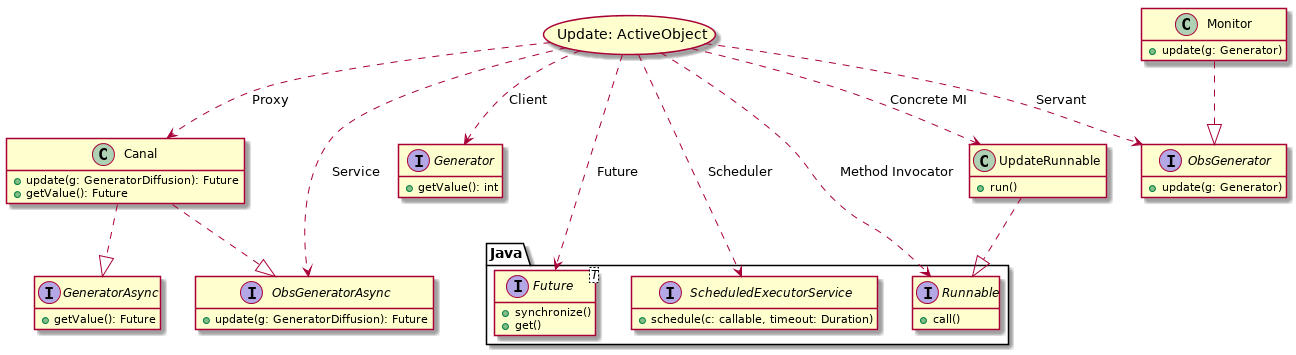 Update: ActiveObject
C Monitor
update(g: Generator)
Proxy
Client
Concrete MI
Servant
C Canal
update(g: GeneratorDiffusion): Future
getValue(): Future
Service
I Generator
getValue(): int
Future
Scheduler
Method Invocator
C UpdateRunnable
run()
I ObsGenerator
update(g: Generator)
Java
I GeneratorAsync
getValue(): Future
I ObsGeneratorAsync
update(g: GeneratorDiffusion): Future
I Future
synchronize()
get()
I ScheduledExecutorService
schedule(c: callable, timeout: Duration)
I Runnable
call()